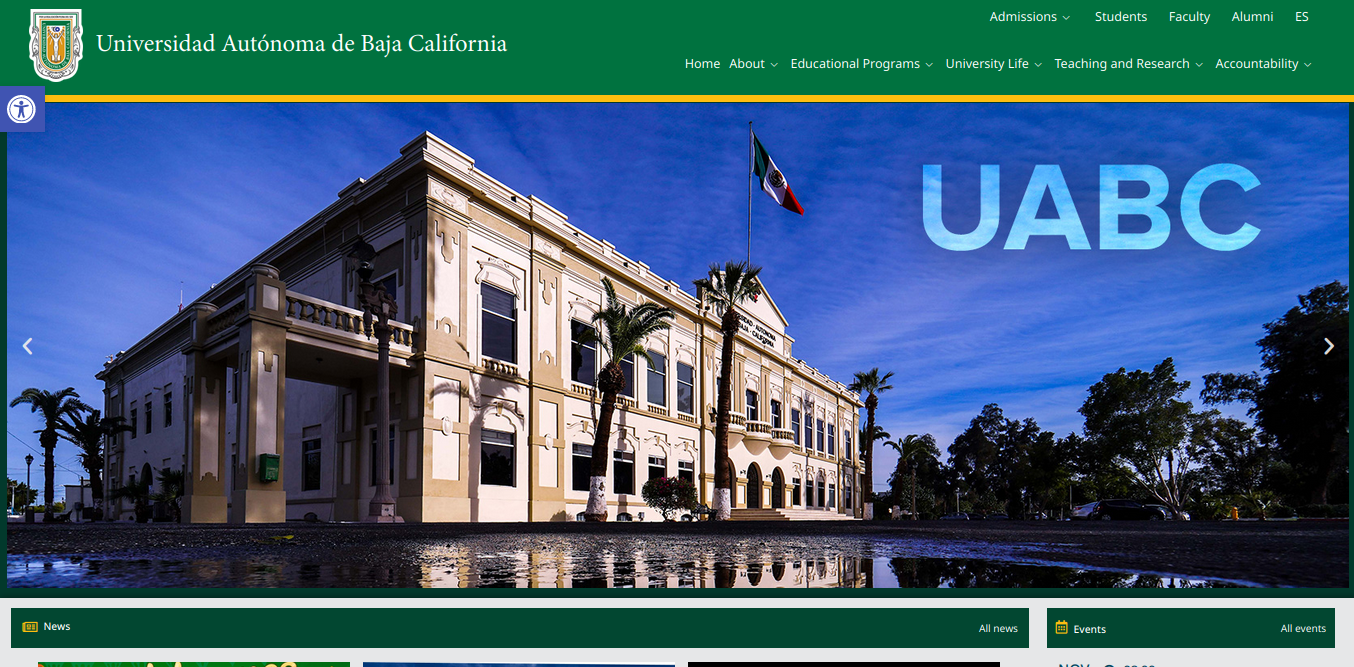 Admissions Students Faculty Alumni ES
Universidad Autónoma de Baja California
Home About Educational Programs University Life Teaching and Research Accountability
UABC
News All news
Events All events
NOV